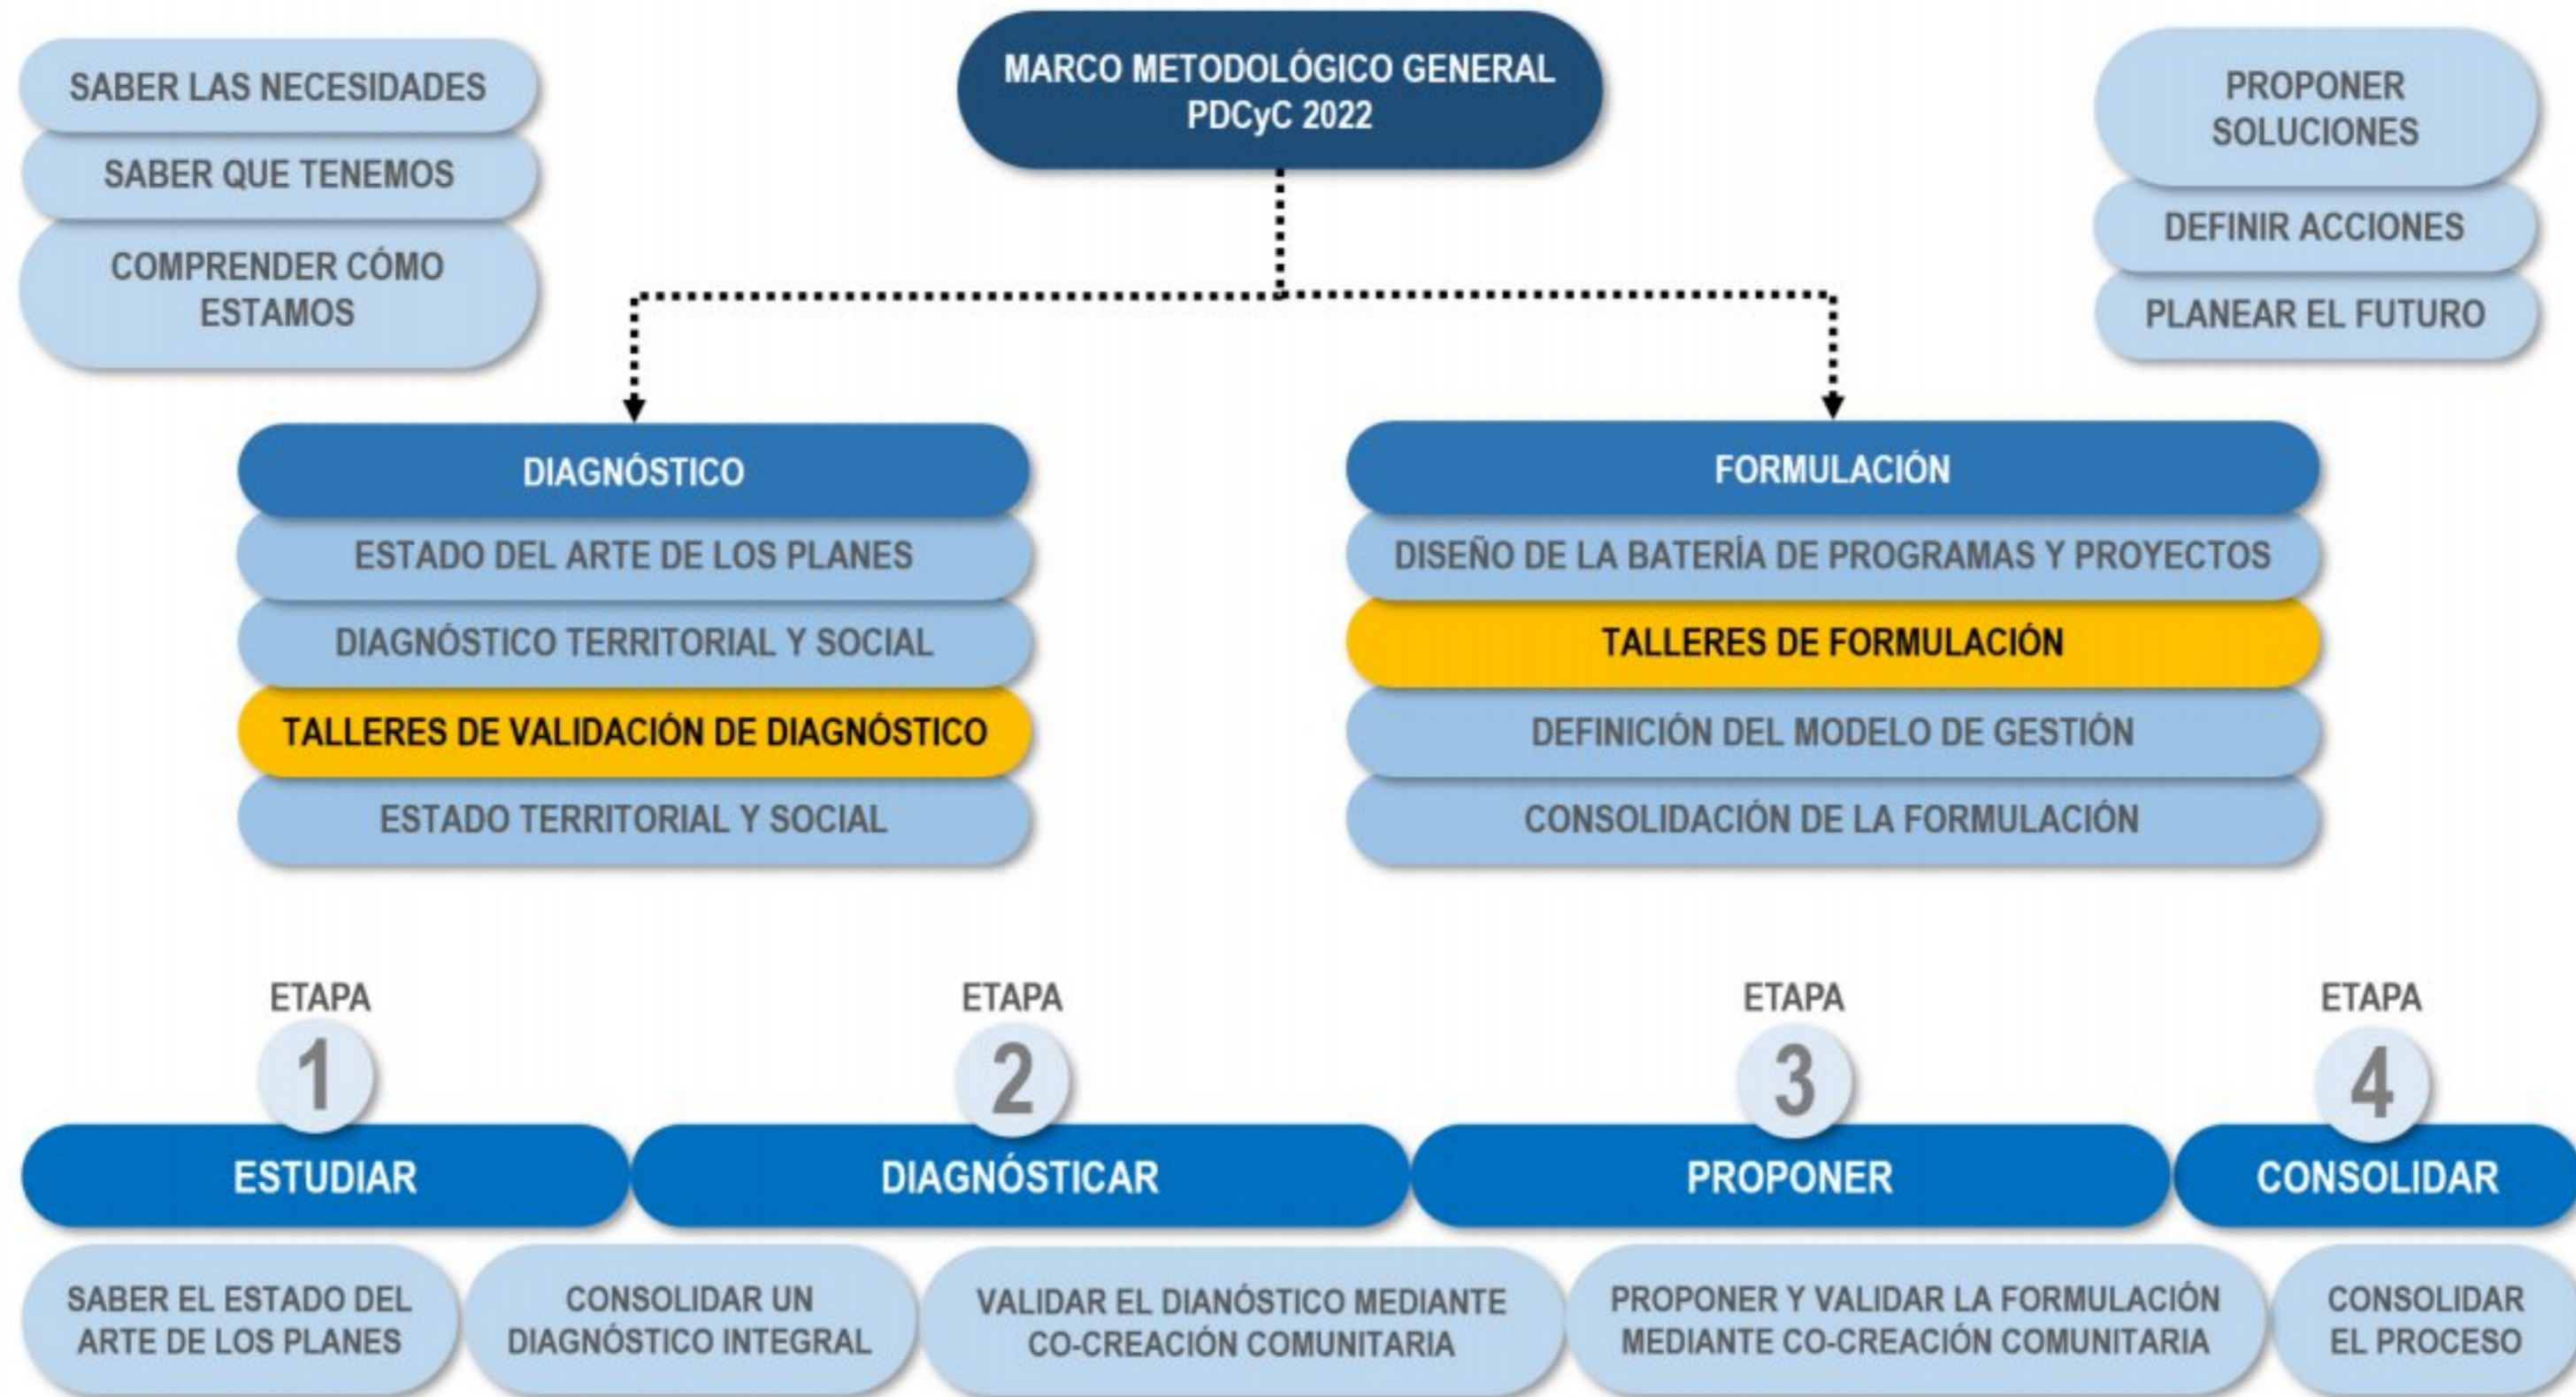 MARCO METODOLÓGICO GENERAL
PDCyC 2022
SABER LAS NECESIDADES
SABER QUE TENEMOS
COMPRENDER CÓMO
ESTAMOS
PROPONER
SOLUCIONES
DEFINIR ACCIONES
PLANEAR EL FUTURO
DIAGNÓSTICO
ESTADO DEL ARTE DE LOS PLANES
DIAGNÓSTICO TERRITORIAL Y SOCIAL
TALLERES DE VALIDACIÓN DE DIAGNÓSTICO
ESTADO TERRITORIAL Y SOCIAL
FORMULACIÓN
DISEÑO DE LA BATERÍA DE PROGRAMAS Y PROYECTOS
TALLERES DE FORMULACIÓN
DEFINICIÓN DEL MODELO DE GESTIÓN
CONSOLIDACIÓN DE LA FORMULACIÓN
ETAPA
1
ESTUDIAR
ETAPA
2
DIAGNÓSTICAR
ETAPA
3
PROPONER
ETAPA
4
CONSOLIDAR
SABER EL ESTADO DEL
ARTE DE LOS PLANES
CONSOLIDAR UN
DIAGNÓSTICO INTEGRAL
VALIDAR EL DIANÓSTICO MEDIANTE
CO-CREACIÓN COMUNITARIA
PROPONER Y VALIDAR LA FORMULACIÓN
MEDIANTE CO-CREACIÓN COMUNITARIA
CONSOLIDAR
EL PROCESO